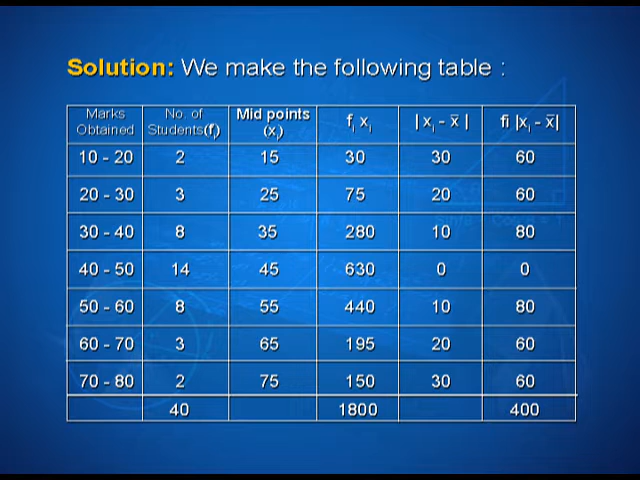 Solution: We make the following table :
Marks Obtained No. of Students(fi) Mid points (xi) fi xi | xi - x̅ | fi |xi - x̅|
10 - 20 2 15 30 30 60
20 - 30 3 25 75 20 60
30 - 40 8 35 280 10 80
40 - 50 14 45 630 0 0
50 - 60 8 55 440 10 80
60 - 70 3 65 195 20 60
70 - 80 2 75 150 30 60
40 1800 400